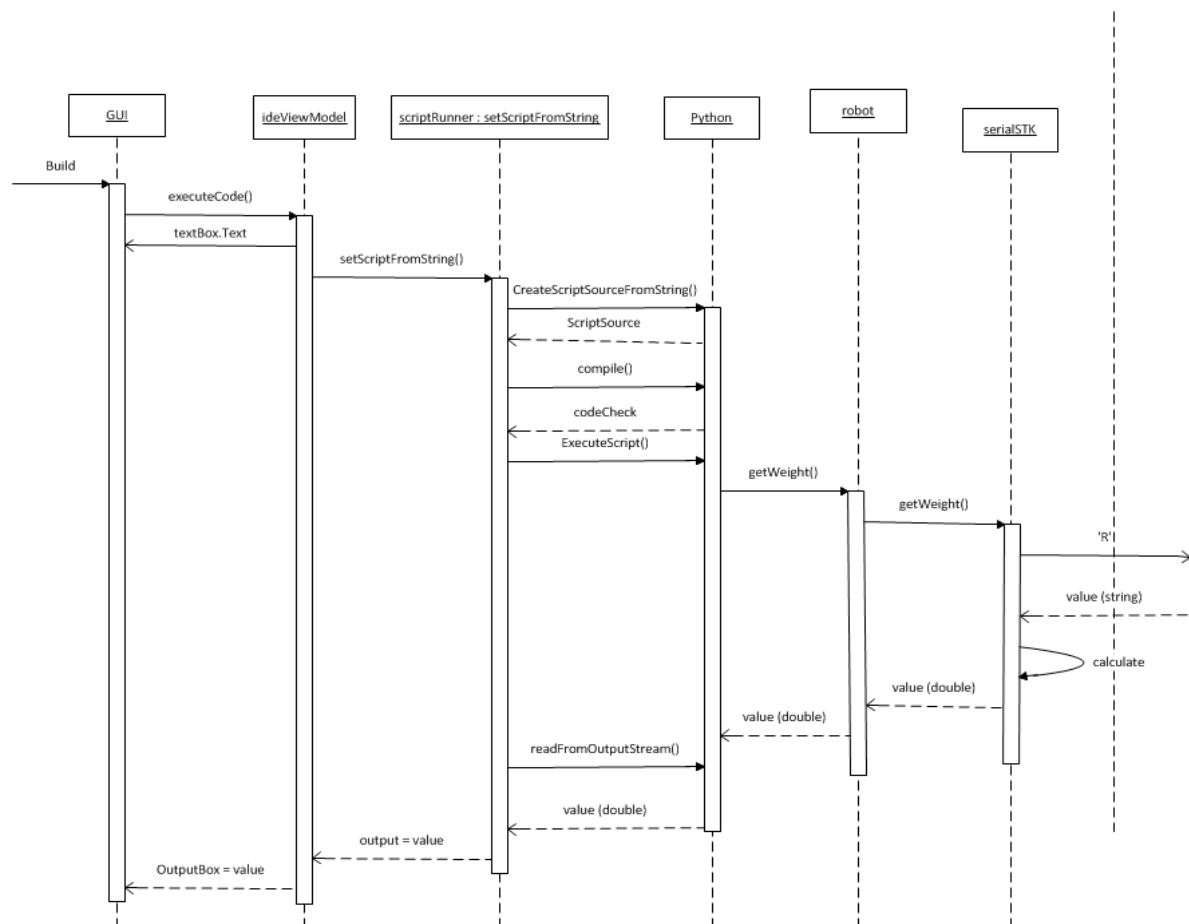 GUI
ideViewModel
scriptRunner : setScriptFromString
Python
robot
serialSTK
Build
executeCode()
textBox.Text
setScriptFromString()
CreateScriptSourceFromString()
ScriptSource
compile()
codeCheck
ExecuteScript()
getWeight()
getWeight()
'R'
value (string)
calculate
value (double)
value (double)
readFromOutputStream()
value (double)
output = value
OutputBox = value